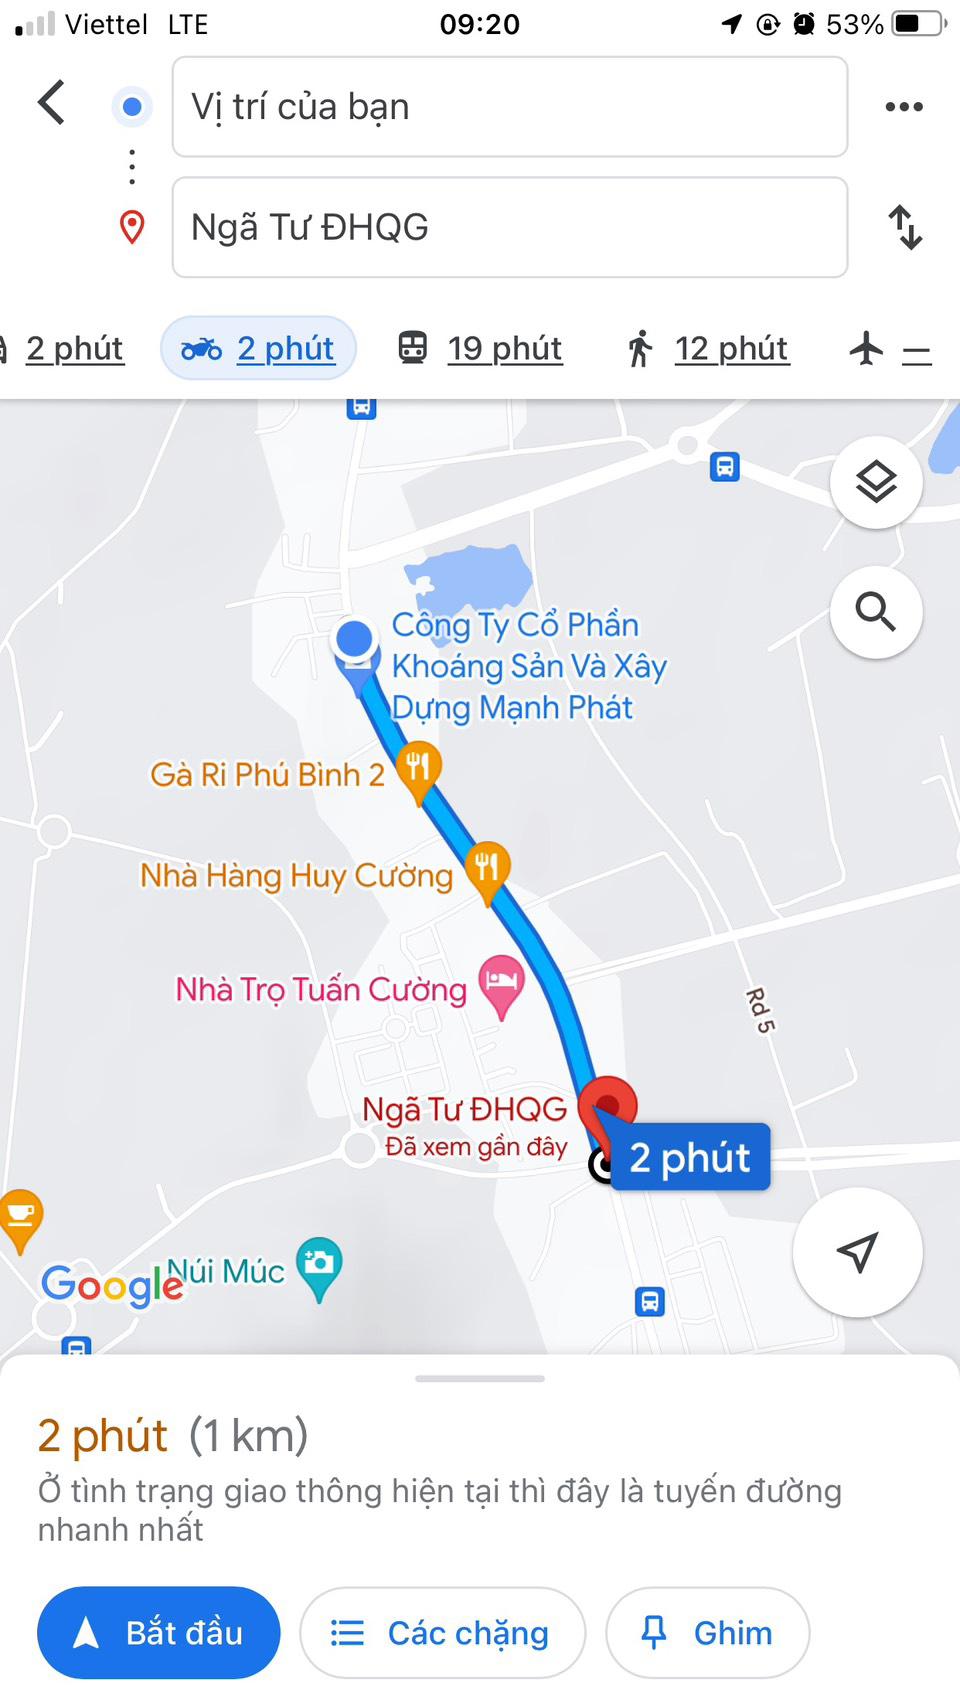 Viettel LTE 09:20 53%
Vị trí của bạn
Ngã Tư ĐHQG
2 phút 2 phút 19 phút 12 phút —
Công Ty Cổ Phần
Khoáng Sản Và Xây
Dựng Mạnh Phát
Gà Ri Phú Bình 2
Nhà Hàng Huy Cường
Nhà Trọ Tuấn Cường
Rd 5
Ngã Tư ĐHQG
Đã xem gần đây
2 phút
Núi Múc
Google
2 phút (1 km)
Ở tình trạng giao thông hiện tại thì đây là tuyến đường
nhanh nhất
Bắt đầu Các chặng Ghim